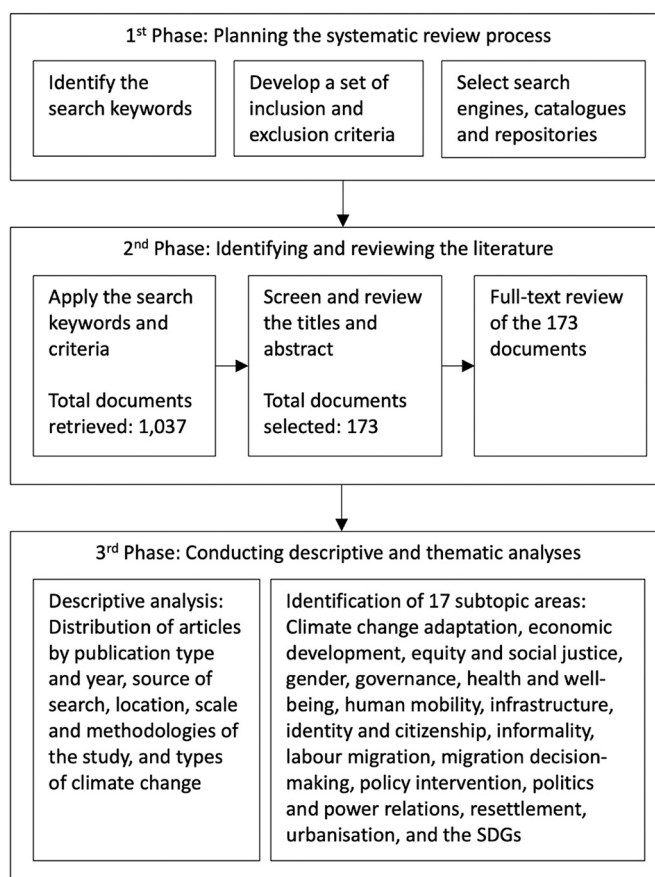 1st Phase: Planning the systematic review process
Identify the
search keywords
Develop a set of
inclusion and
exclusion criteria
Select search
engines, catalogues
and repositories
2nd Phase: Identifying and reviewing the literature
Apply the search
keywords and
criteria
Total documents
retrieved: 1,037
Screen and review
the titles and
abstract
Total documents
selected: 173
Full-text review
of the 173
documents
3rd Phase: Conducting descriptive and thematic analyses
Descriptive analysis:
Distribution of articles
by publication type
and year, source of
search, location, scale
and methodologies of
the study, and types
of climate change
Identification of 17 subtopic areas:
Climate change adaptation, economic
development, equity and social justice,
gender, governance, health and well-
being, human mobility, infrastructure,
identity and citizenship, informality,
labour migration, migration decision-
making, policy intervention, politics
and power relations, resettlement,
urbanisation, and the SDGs